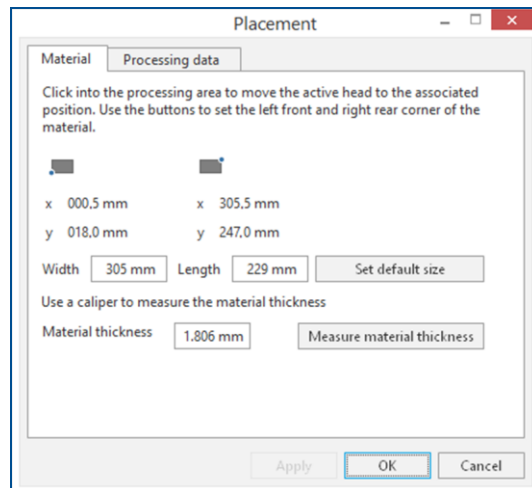 Placement
Material Processing data
Click into the processing area to move the active head to the associated
position. Use the buttons to set the left front and right rear corner of the
material.
x 000,5 mm x 305,5 mm
y 018,0 mm y 247,0 mm
Width 305 mm Length 229 mm Set default size
Use a caliper to measure the material thickness
Material thickness 1.806 mm Measure material thickness
Apply OK Cancel